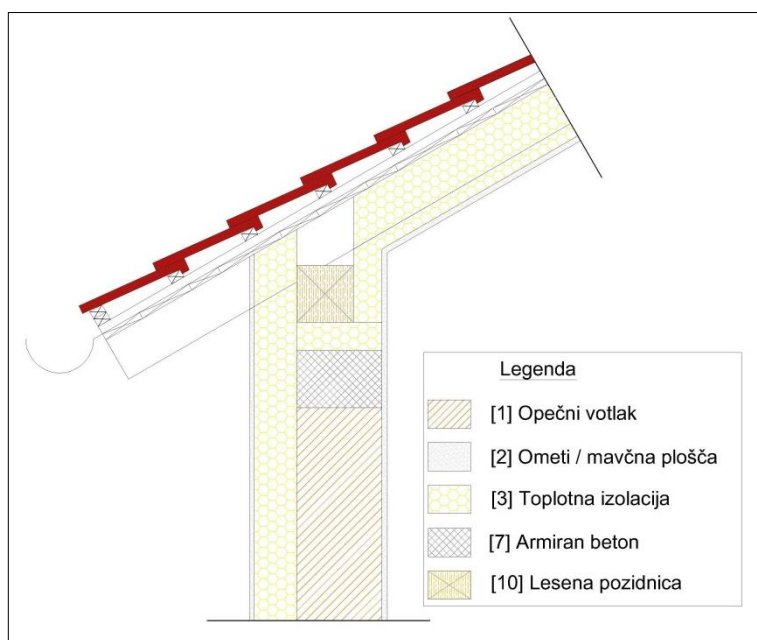 Legenda
[1] Opečni votlak
[2] Ometi / mavčna plošča
[3] Toplotna izolacija
[7] Armiran beton
[10] Lesena pozidnica